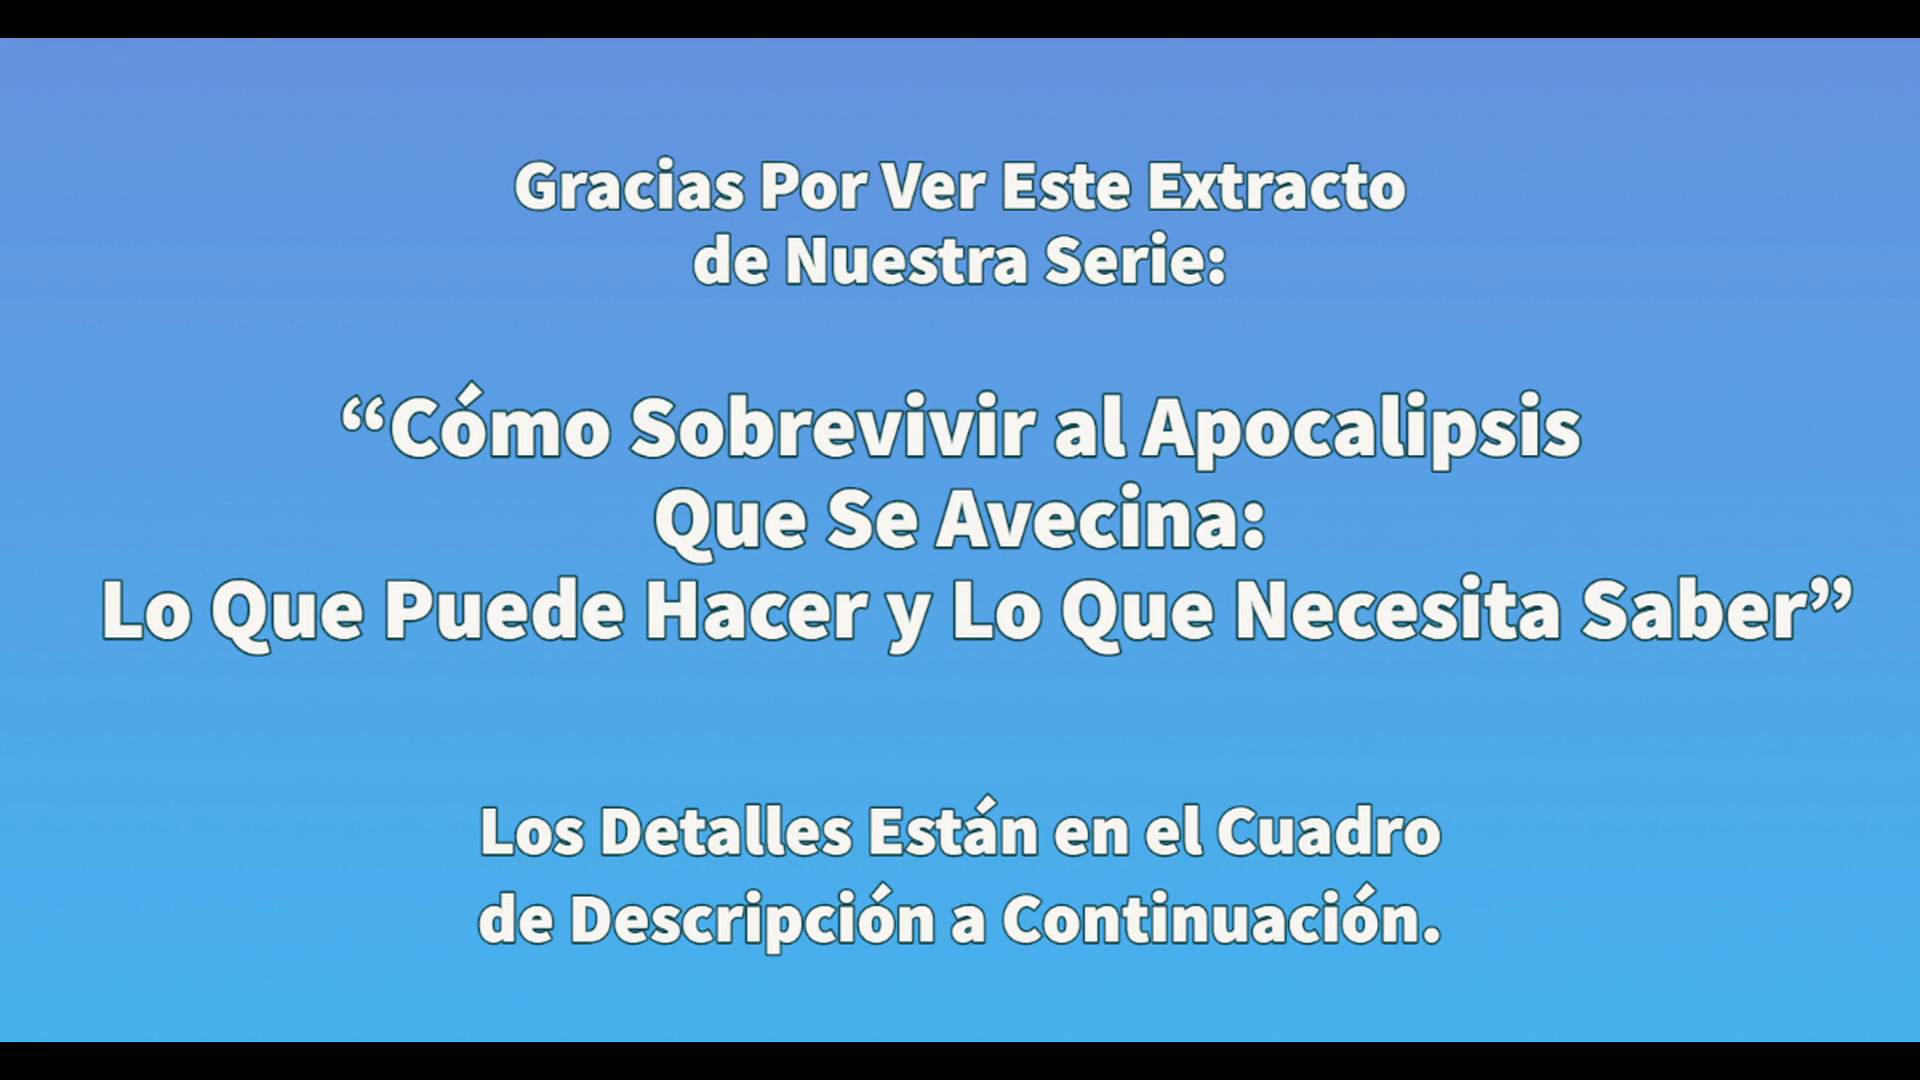 Gracias Por Ver Este Extracto
de Nuestra Serie:
“Cómo Sobrevivir al Apocalipsis
Que Se Avecina:
Lo Que Puede Hacer y Lo Que Necesita Saber”
Los Detalles Están en el Cuadro
de Descripción a Continuación.